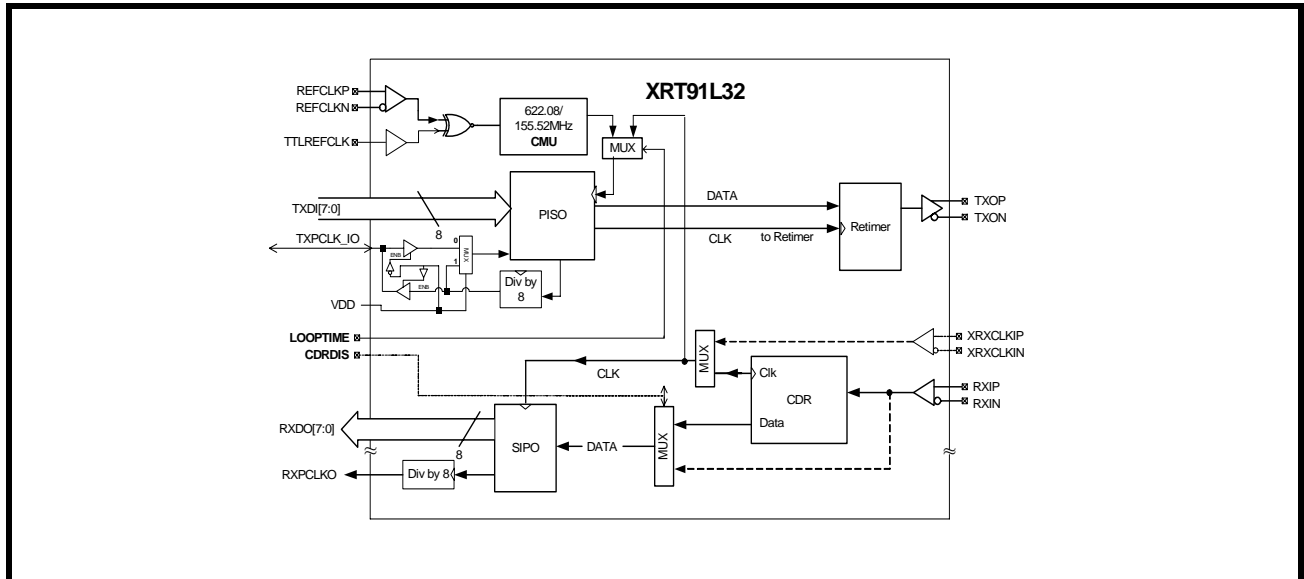 XRT91L32
REFCLKP
REFCLKN
TTLREFCLK
622.08/
155.52MHz
CMU
MUX
TXDI[7:0]
8
PISO
DATA
CLK
to Retimer
Retimer
TXOP
TXON
TXPCLK_IO
ENB
ENB
0
1
MUX
Div by
8
VDD
LOOPTIME
CDRDIS
XRXCLKIP
XRXCLKIN
MUX
CLK
Clk
CDR
Data
RXIP
RXIN
RXDO[7:0]
8
SIPO
DATA
MUX
RXPCLKO
Div by 8